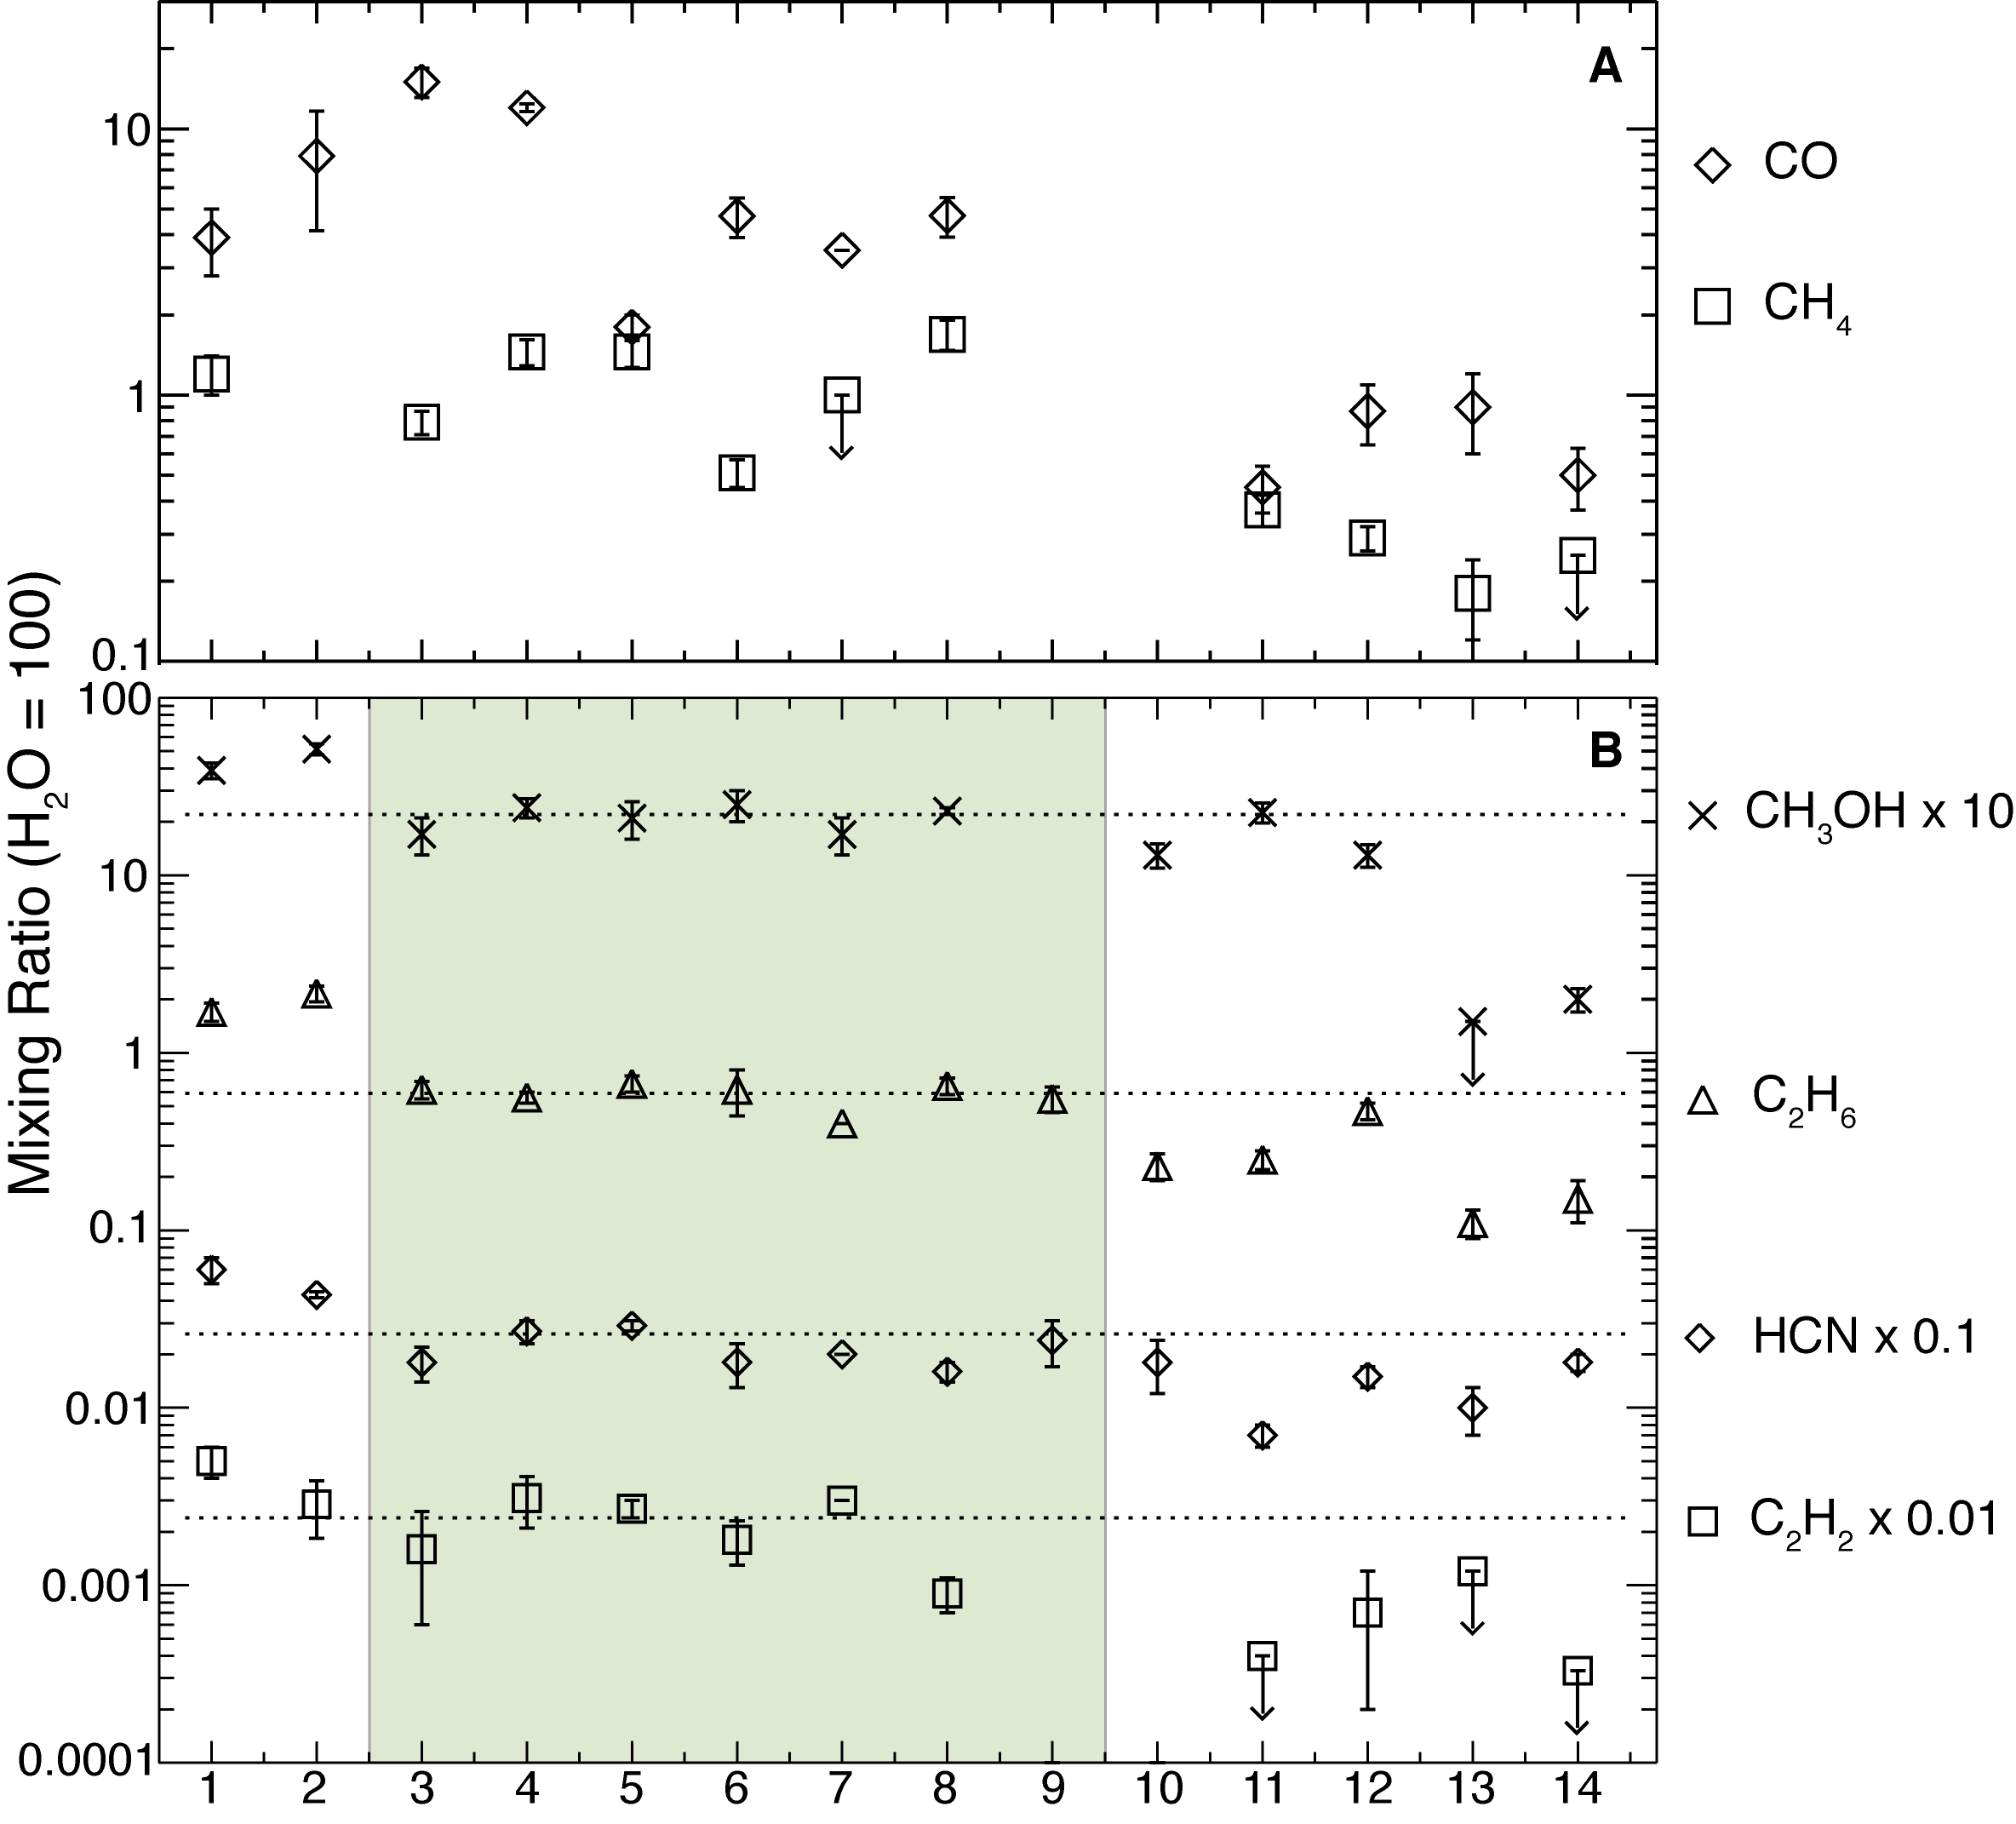 A
10
1
0.1
CO
CH₄
Mixing Ratio (H₂O = 100)
B
100
10
1
0.1
0.01
0.001
0.0001
CH₃OH x 10
C₂H₆
HCN x 0.1
C₂H₂ x 0.01
1 2 3 4 5 6 7 8 9 10 11 12 13 14